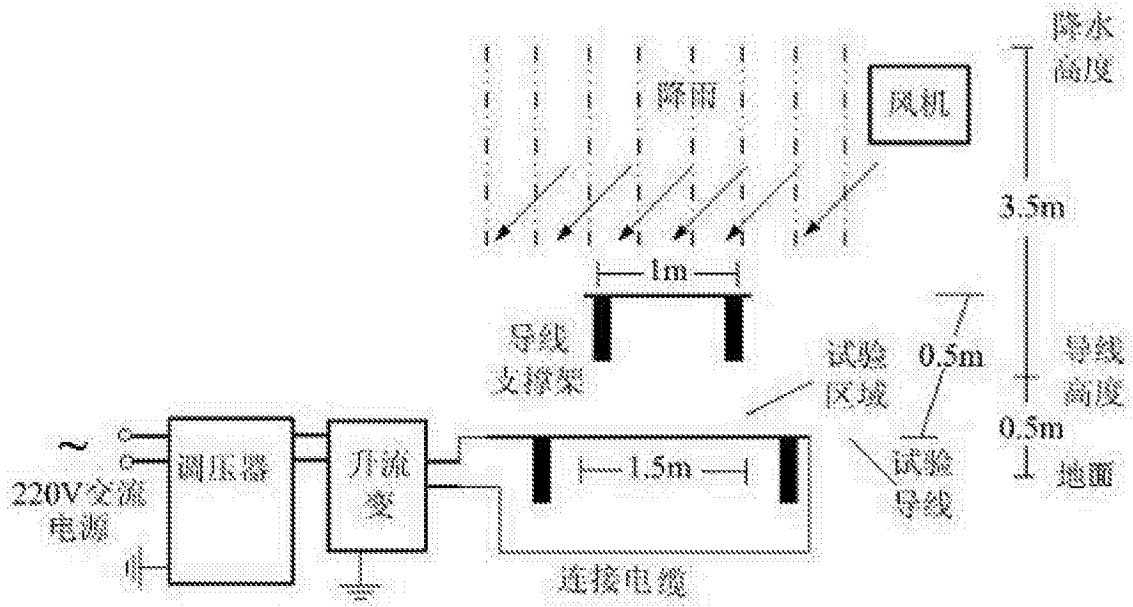 降水
高度
降雨
风机
3.5m
1m
导线
支撑架
试验
区域
0.5m
导线
高度
0.5m
~
220V交流
电源
调压器
升流
变
1.5m
试验
导线
地面
连接电缆